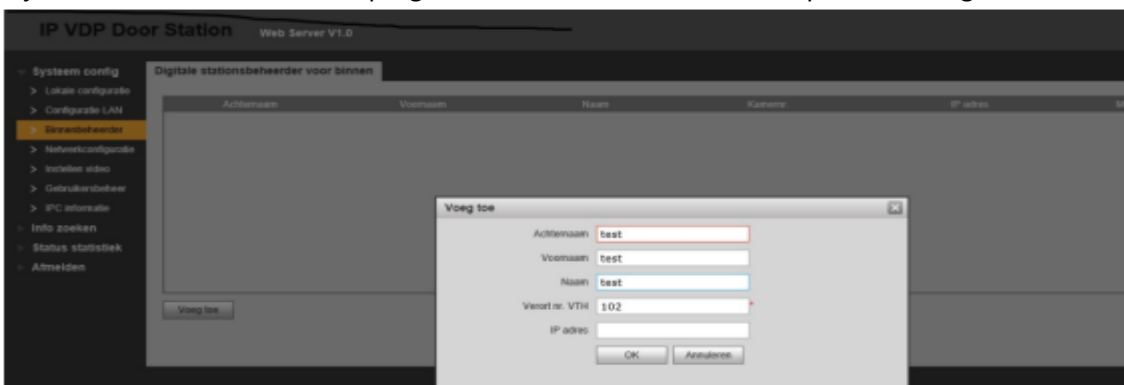 IP VDP Door Station Web Server V1.0
Systeem config
Digitale stationsbeheerder voor binnen
> Lokale configuratie
Achternaam Voornaam Naam Kamernr. IP adres
> Configuratie LAN
> Binnenbeheerder
> Netwerkconfiguratie
> Instellen video
> Gebruikersbeheer
> IPC informatie
Info zoeken
Status statistiek
Afmelden
Voeg toe
Voeg toe
Achternaam test
Voornaam test
Naam test
Verort nr. VTH 102 *
IP adres
OK Annuleren